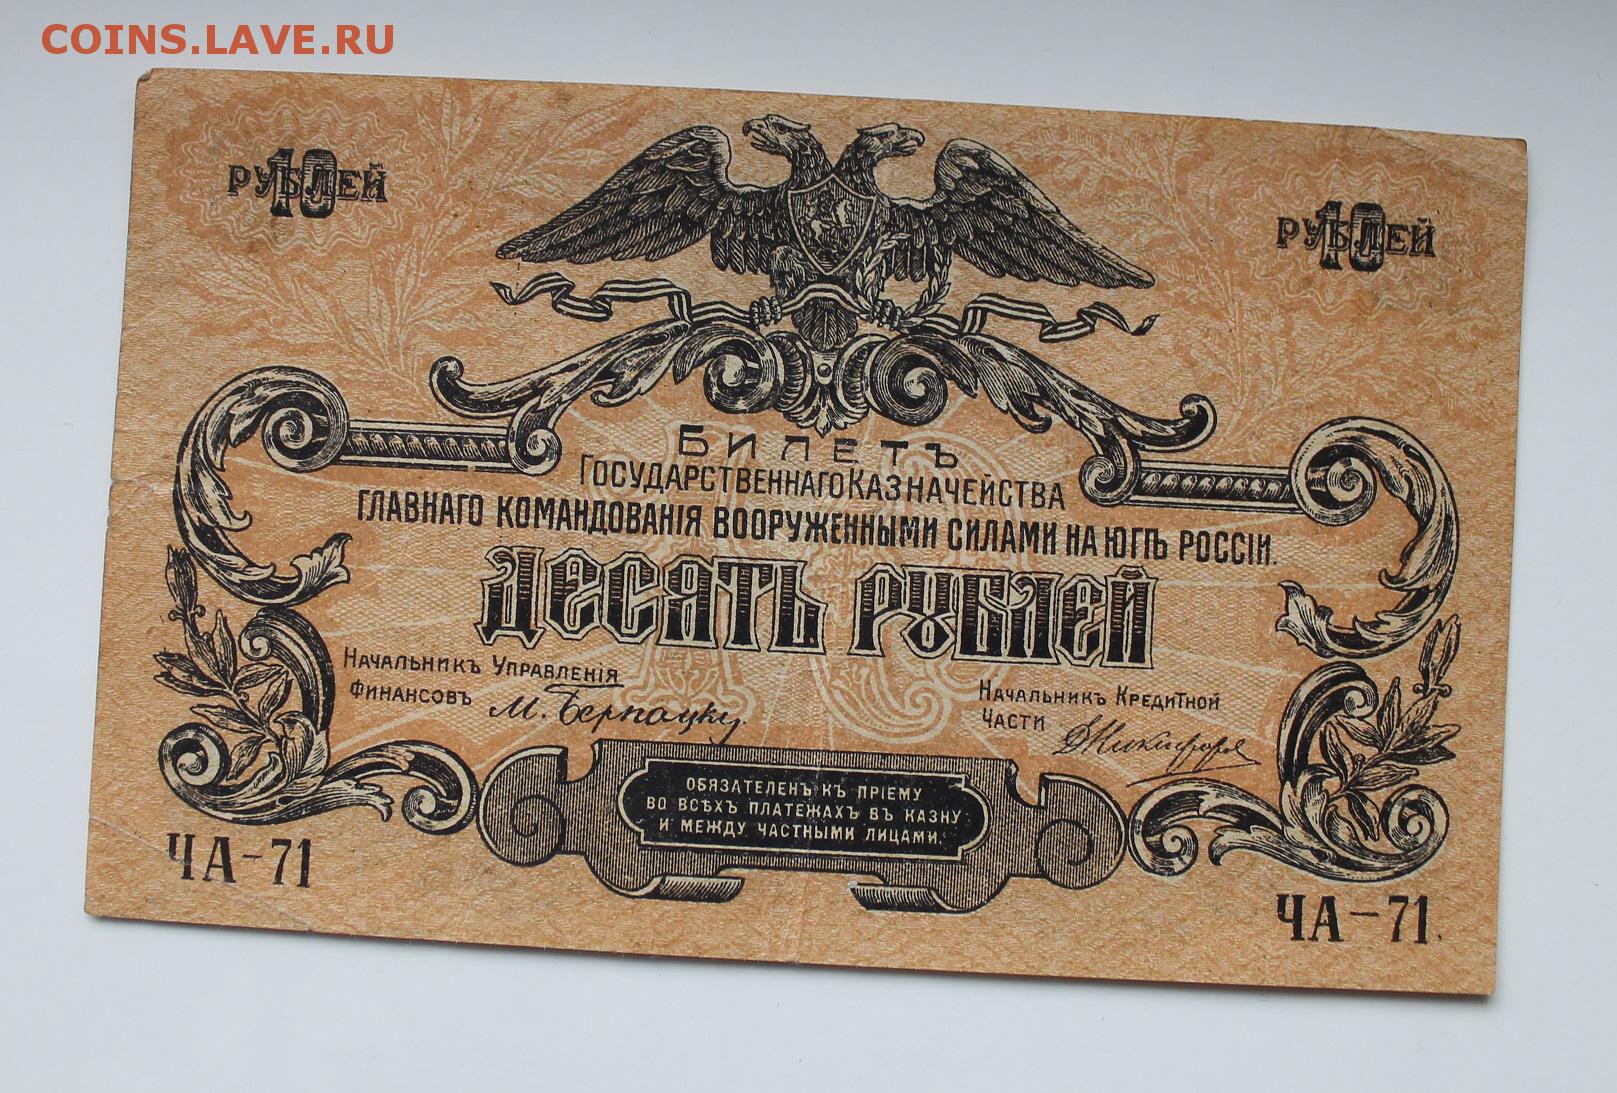 COINS.LAVE.RU
10 РУБЛЕЙ
10 РУБЛЕЙ
БИЛЕТЪ
ГОСУДАРСТВЕННАГО КАЗНАЧЕЙСТВА
ГЛАВНАГО КОМАНДОВАНІЯ ВООРУЖЕННЫМИ СИЛАМИ НА ЮГѢ РОССІИ.
ДЕСЯТЬ РУБЛЕЙ
НАЧАЛЬНИКЪ УПРАВЛЕНІЯ
ФИНАНСОВЪ М. Бернацкій
НАЧАЛЬНИКЪ КРЕДИТНОЙ
ЧАСТИ
ОБЯЗАТЕЛЕНЪ КЪ ПРІЕМУ
ВО ВСѢХЪ ПЛАТЕЖАХЪ ВЪ КАЗНУ
И МЕЖДУ ЧАСТНЫМИ ЛИЦАМИ.
ЧА-71
ЧА-71.